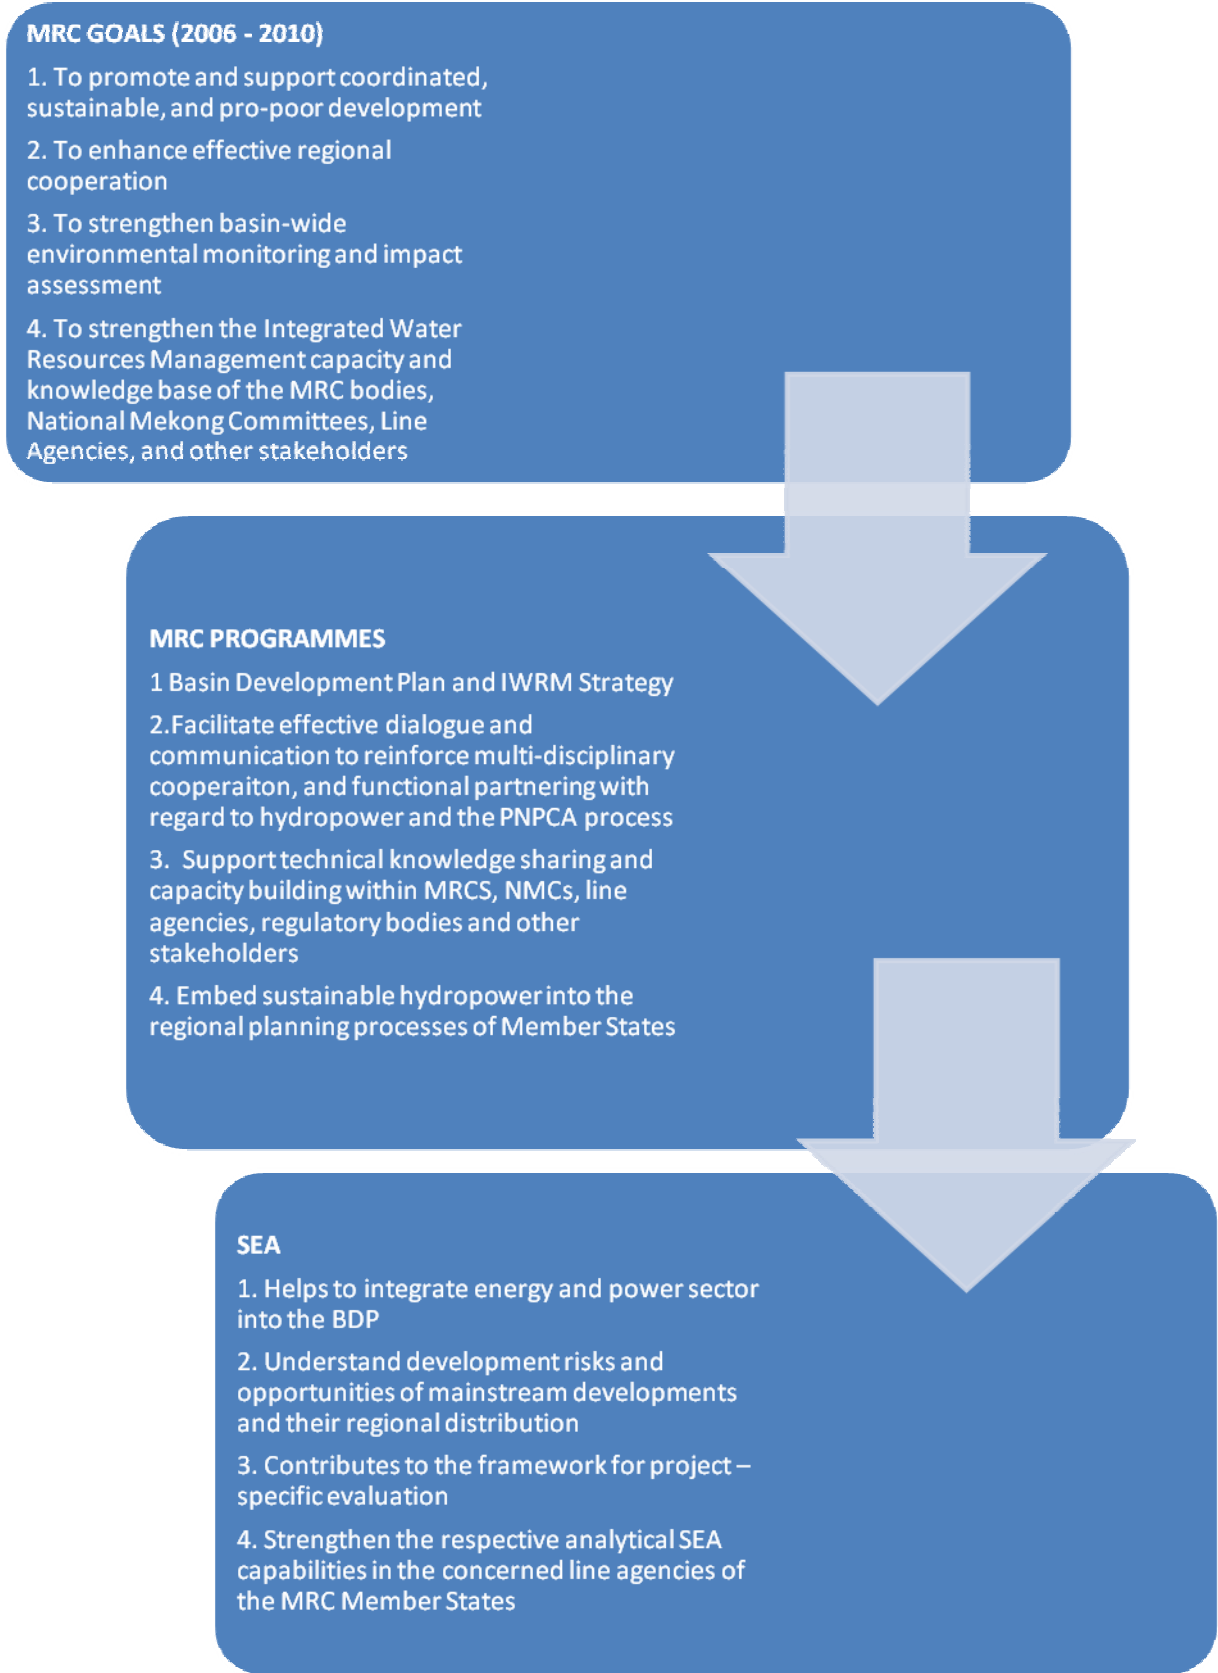 MRC GOALS (2006 - 2010)
1. To promote and support coordinated,
sustainable, and pro-poor development
2. To enhance effective regional
cooperation
3. To strengthen basin-wide
environmental monitoring and impact
assessment
4. To strengthen the Integrated Water
Resources Management capacity and
knowledge base of the MRC bodies,
National Mekong Committees, Line
Agencies, and other stakeholders
MRC PROGRAMMES
1 Basin Development Plan and IWRM Strategy
2.Facilitate effective dialogue and
communication to reinforce multi-disciplinary
cooperaiton, and functional partnering with
regard to hydropower and the PNPCA process
3. Support technical knowledge sharing and
capacity building within MRCS, NMCs, line
agencies, regulatory bodies and other
stakeholders
4. Embed sustainable hydropower into the
regional planning processes of Member States
SEA
1. Helps to integrate energy and power sector
into the BDP
2. Understand development risks and
opportunities of mainstream developments
and their regional distribution
3. Contributes to the framework for project –
specific evaluation
4. Strengthen the respective analytical SEA
capabilities in the concerned line agencies of
the MRC Member States